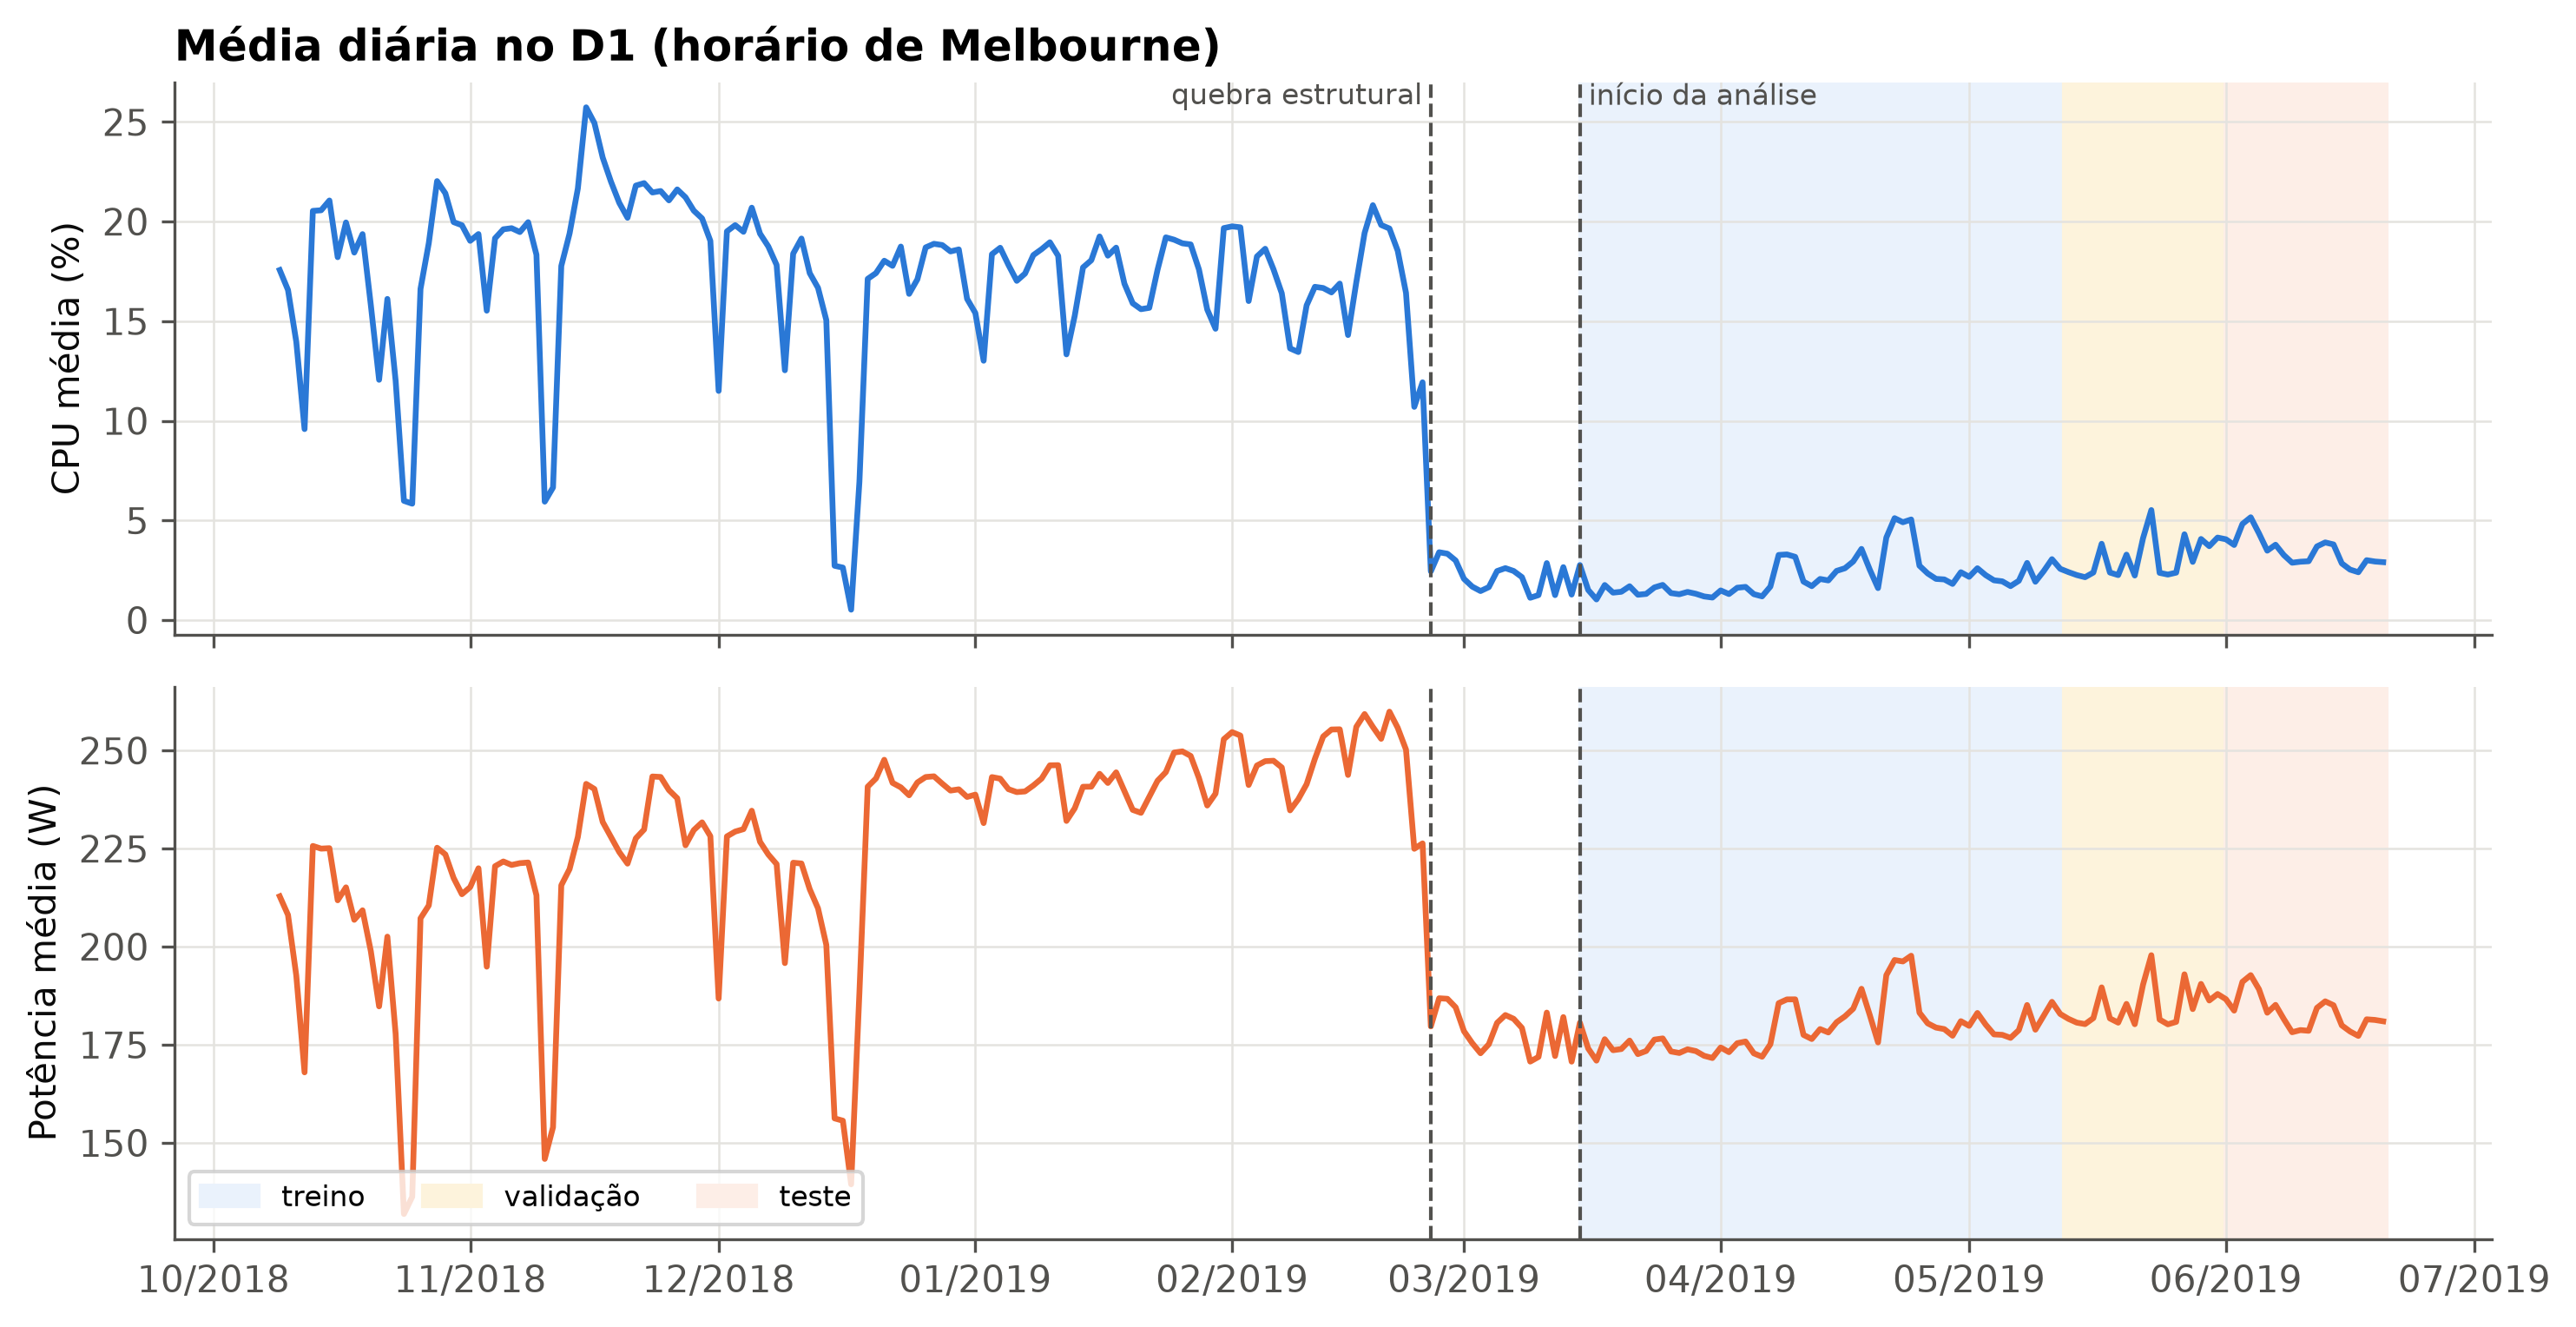 Média diária no D1 (horário de Melbourne)
quebra estrutural
início da análise
CPU média (%)
25
20
15
10
5
0
Potência média (W)
250
225
200
175
150
treino validação teste
10/2018 11/2018 12/2018 01/2019 02/2019 03/2019 04/2019 05/2019 06/2019 07/2019